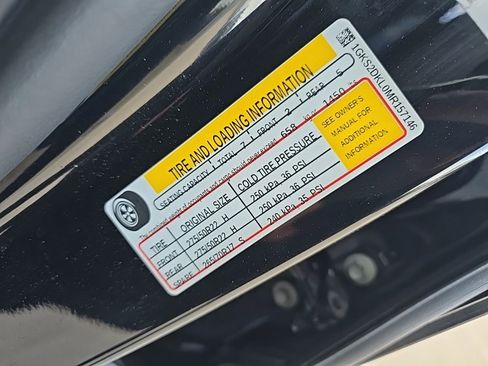 1GKS2DKL0MR157146
TIRE AND LOADING INFORMATION
SEATING CAPACITY TOTAL 7 FRONT 2 REAR 5
The combined weight of occupants and cargo should never exceed 658 kg or 1450 lbs
TIRE ORIGINAL SIZE COLD TIRE PRESSURE
FRONT 275/50R22 H 250 kPa, 36 PSI
REAR 275/50R22 H 250 kPa, 36 PSI
SPARE 265/70R17 S 240 kPa, 35 PSI
SEE OWNER'S
MANUAL FOR
ADDITIONAL
INFORMATION